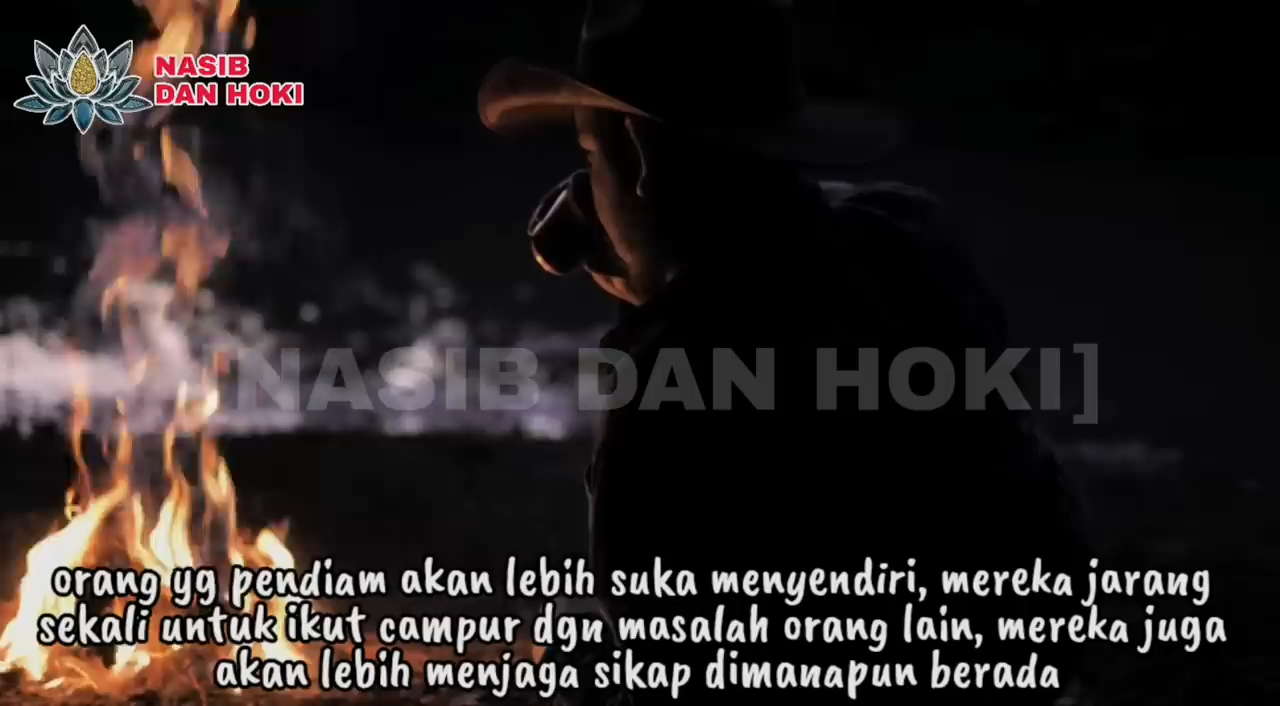 NASIB
DAN HOKI
[NASIB DAN HOKI]
orang yg pendiam akan lebih suka menyendiri, mereka jarang
sekali untuk ikut campur dgn masalah orang lain, mereka juga
akan lebih menjaga sikap dimanapun berada